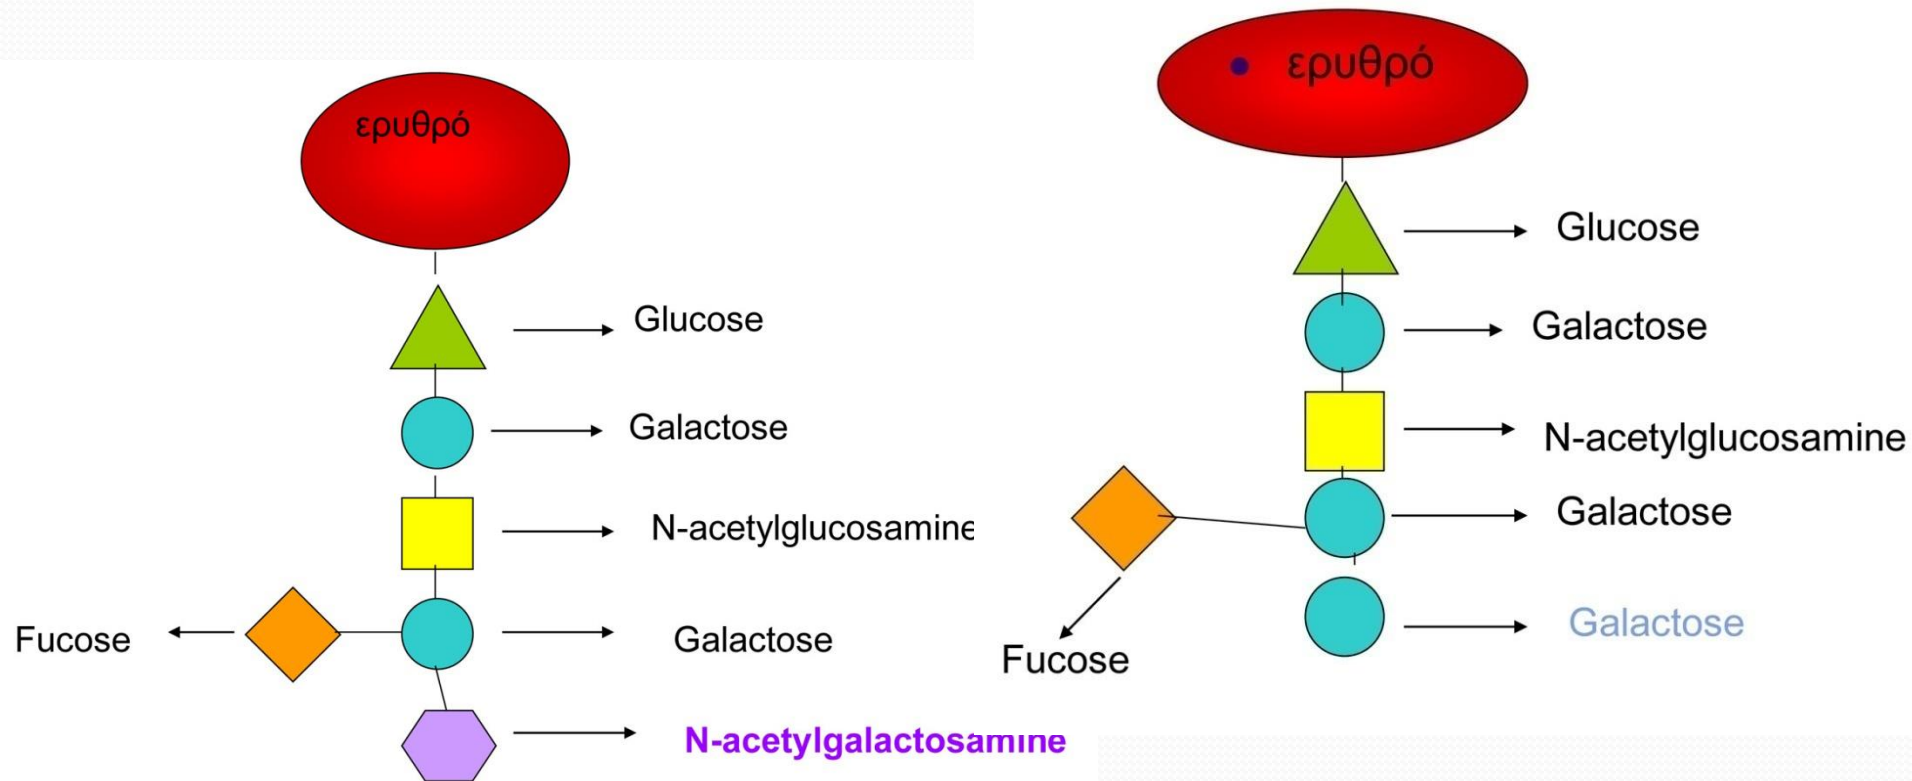 ερυθρό
Glucose
Galactose
N-acetylglucosamine
Fucose
Galactose
N-acetylgalactosamine
• ερυθρό
Glucose
Galactose
N-acetylglucosamine
Galactose
Galactose
Fucose